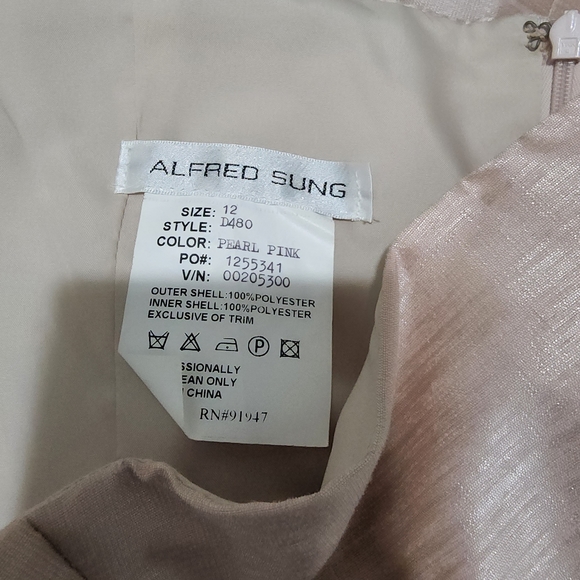 ALFRED SUNG
SIZE: 12
STYLE: D480
COLOR: PEARL PINK
PO#: 1255341
V/N: 00205300
OUTER SHELL:100%POLYESTER
INNER SHELL:100%POLYESTER
EXCLUSIVE OF TRIM
P
SSIONALLY
EAN ONLY
CHINA
RN#91947